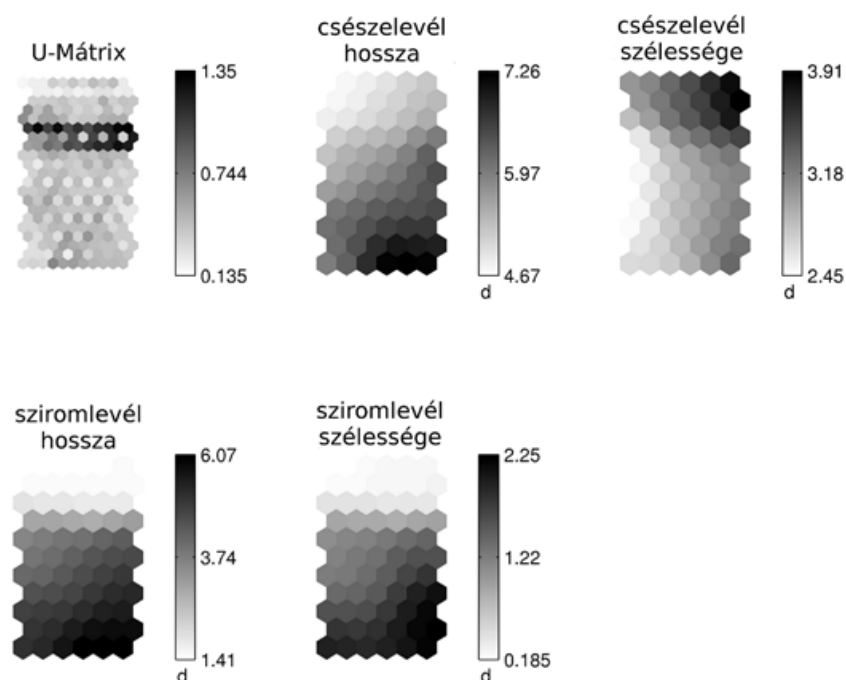 U-Mátrix
1.35
0.744
0.135
csészelevél
hossza
7.26
5.97
4.67
d
csészelevél
szélessége
3.91
3.18
2.45
d
sziromlevél
hossza
6.07
3.74
1.41
d
sziromlevél
szélessége
2.25
1.22
0.185
d